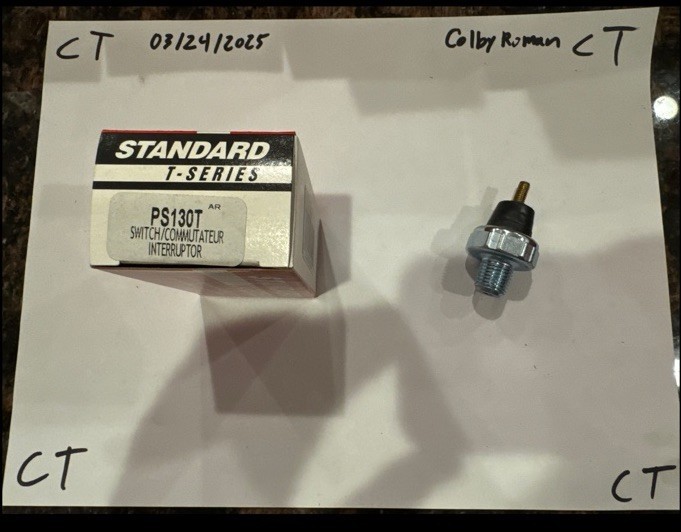 CT 03/24/2025 Colby Roman CT
STANDARD
T-SERIES
AR
PS130T
SWITCH/COMMUTATEUR
INTERRUPTOR
CT CT